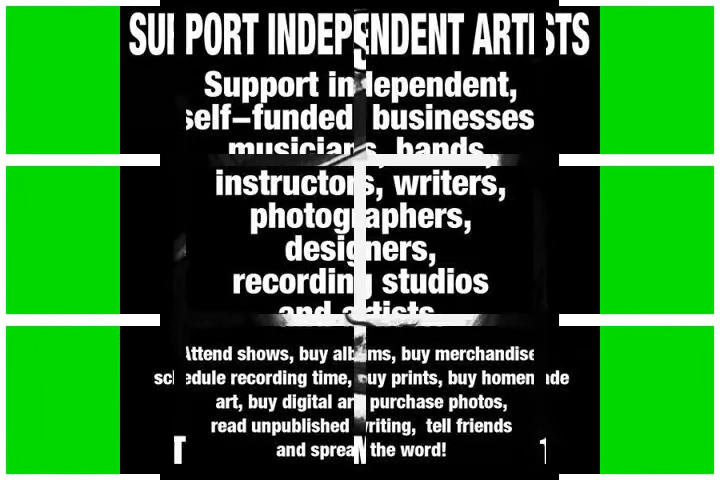 SUPPORT INDEPENDENT ARTISTS
Support independent,
self–funded businesses
musicians, bands,
instructors, writers,
photographers,
designers,
recording studios
and artists.
Attend shows, buy albums, buy merchandise
schedule recording time, buy prints, buy homemade
art, buy digital art, purchase photos,
read unpublished writing, tell friends
and spread the word!